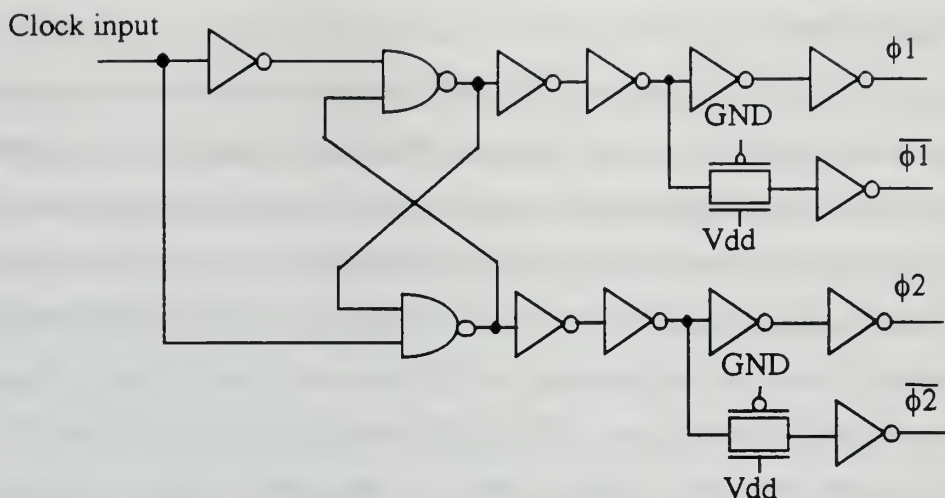 Clock input
ϕ1
GND
ϕ1̅
Vdd
ϕ2
GND
ϕ2̅
Vdd